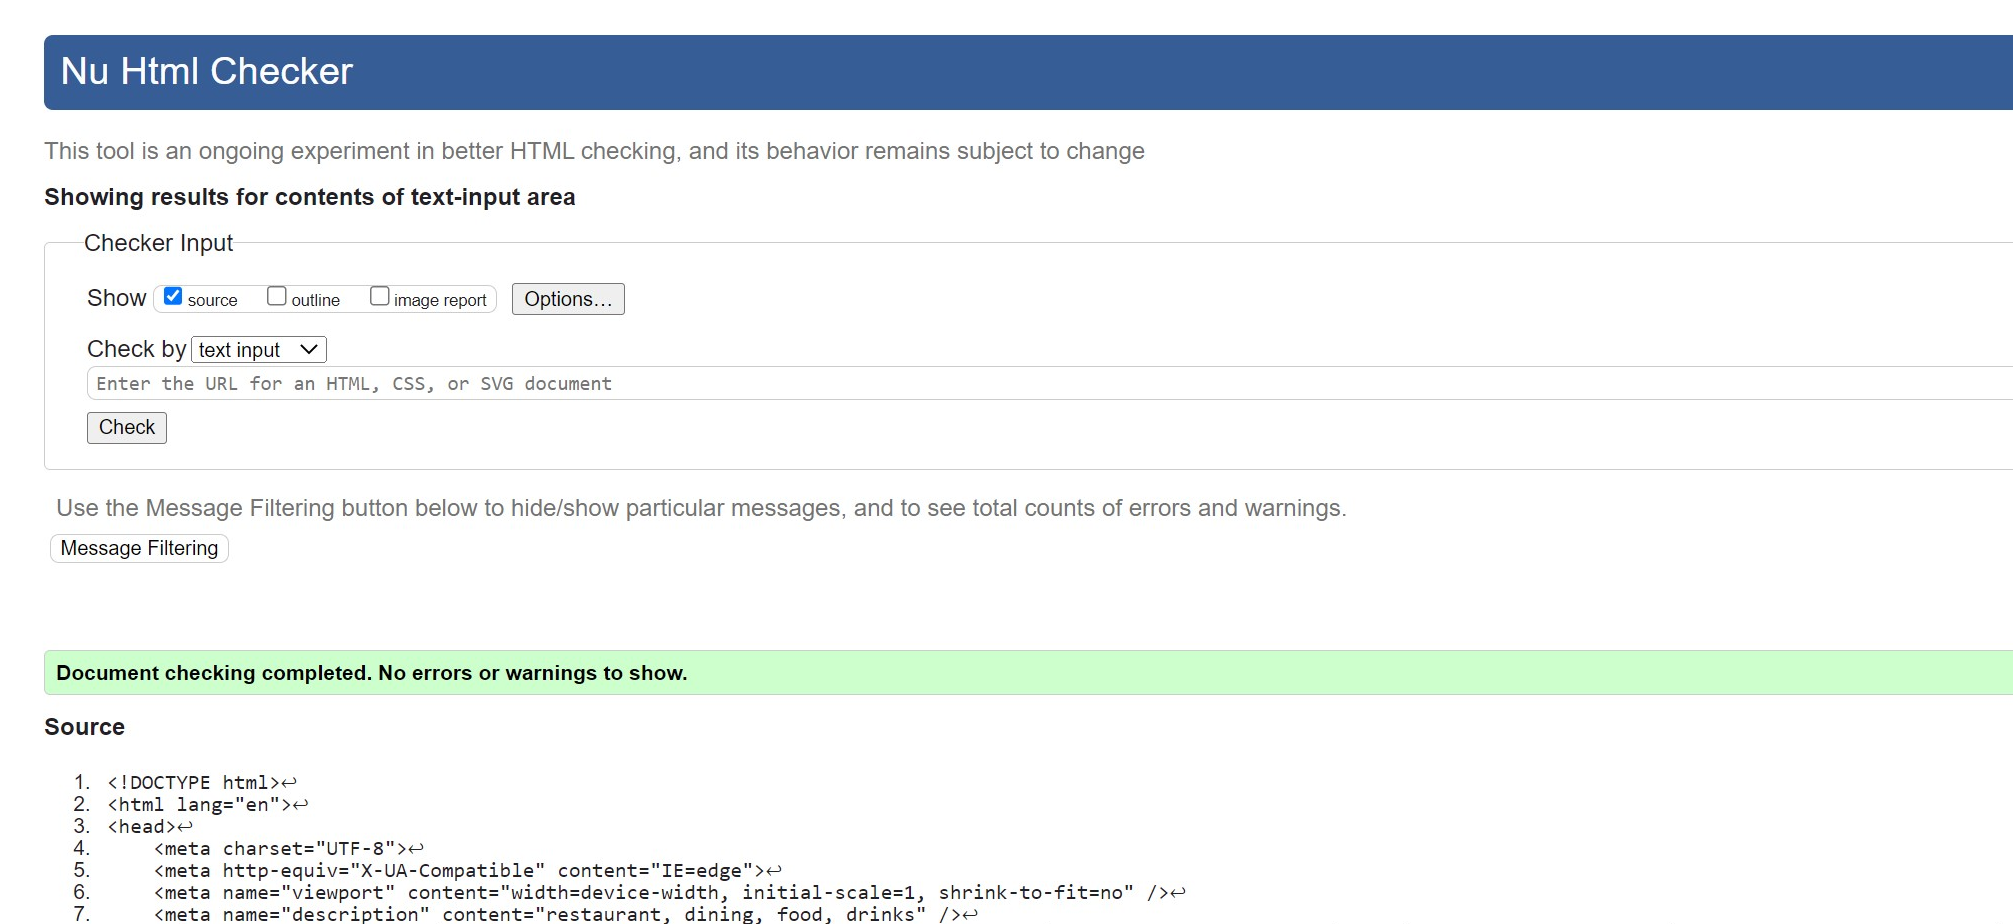 Nu Html Checker
This tool is an ongoing experiment in better HTML checking, and its behavior remains subject to change
Showing results for contents of text-input area
Checker Input
Show source outline image report Options…
Check by text input
Enter the URL for an HTML, CSS, or SVG document
Check
Use the Message Filtering button below to hide/show particular messages, and to see total counts of errors and warnings.
Message Filtering
Document checking completed. No errors or warnings to show.
Source
1. <!DOCTYPE html>↩
2. <html lang="en">↩
3. <head>↩
4. <meta charset="UTF-8">↩
5. <meta http-equiv="X-UA-Compatible" content="IE=edge">↩
6. <meta name="viewport" content="width=device-width, initial-scale=1, shrink-to-fit=no" />↩
7. <meta name="description" content="restaurant, dining, food, drinks" />↩